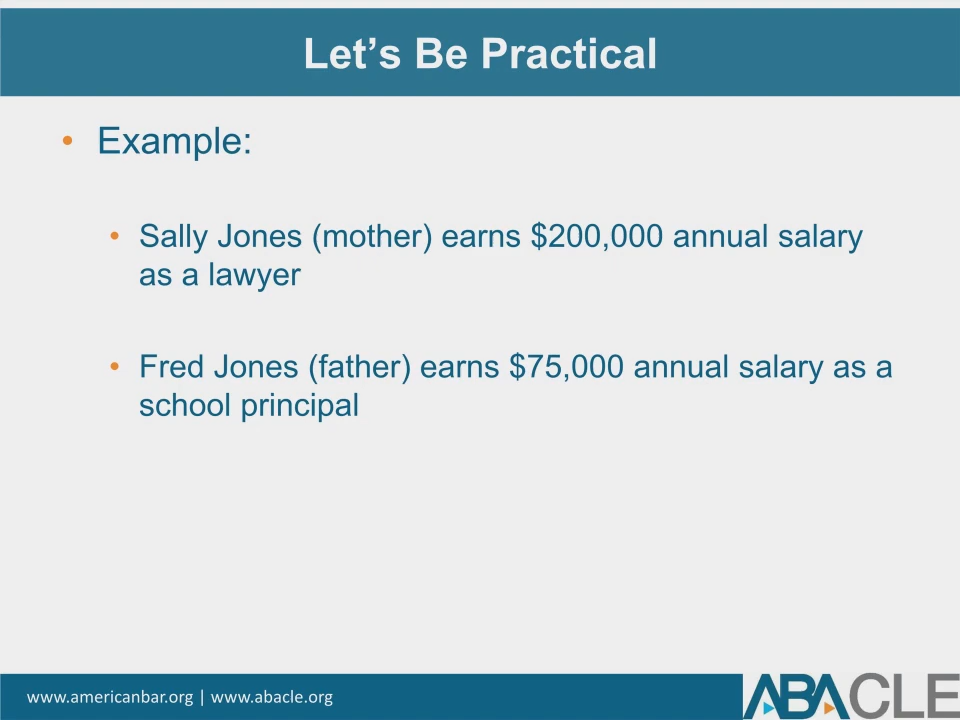 Let’s Be Practical
• Example:
• Sally Jones (mother) earns $200,000 annual salary
as a lawyer
• Fred Jones (father) earns $75,000 annual salary as a
school principal
www.americanbar.org | www.abacle.org
ABACLE